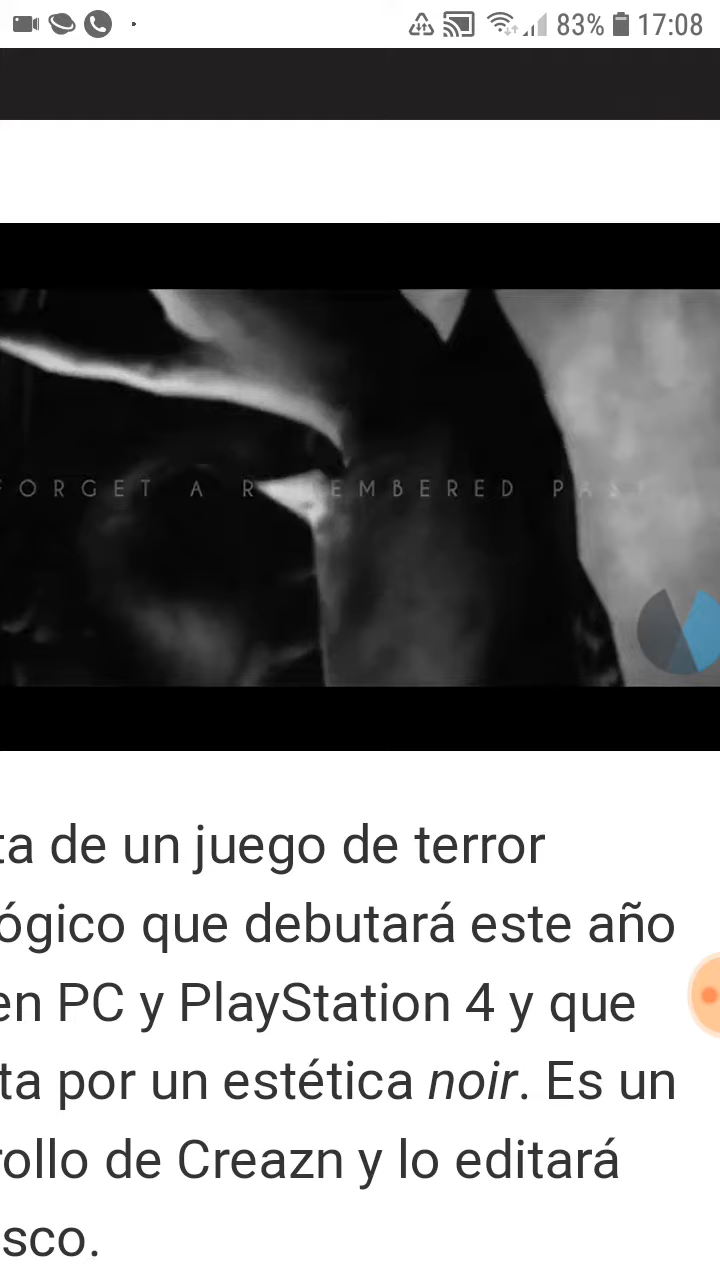 83% 17:08
FORGET A R EMBERED PAS
ta de un juego de terror
ógico que debutará este año
en PC y PlayStation 4 y que
ta por un estética noir. Es un
rollo de Creazn y lo editará
sco.